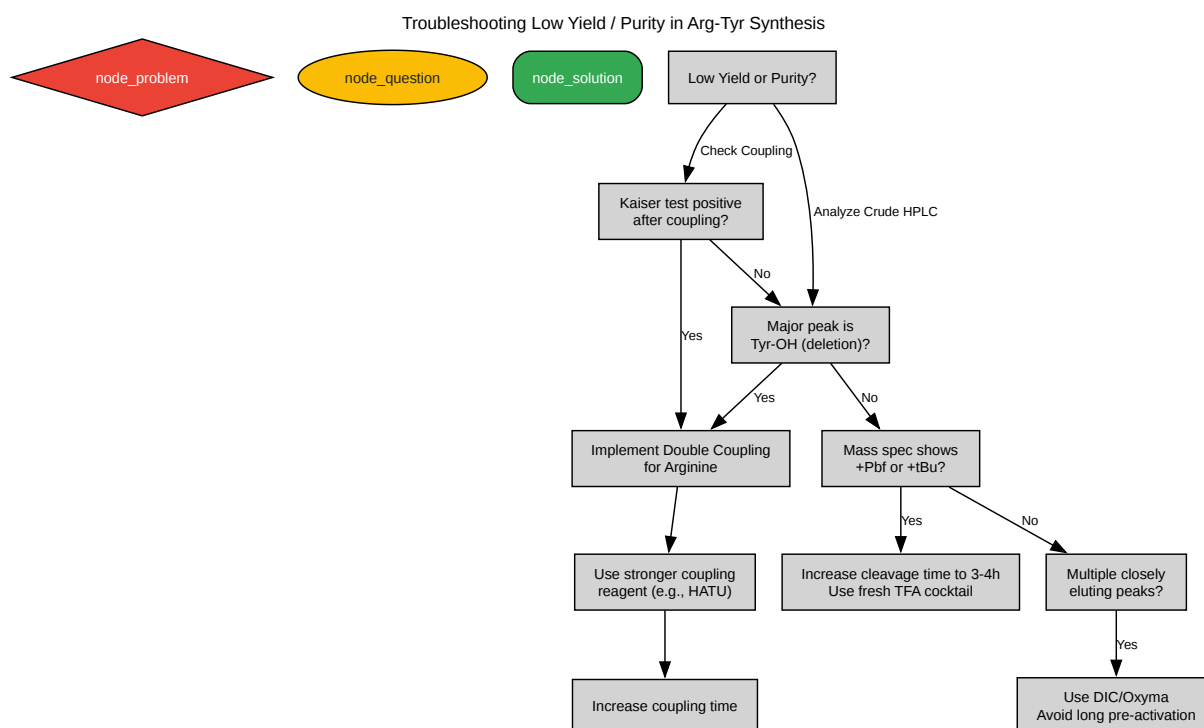 Troubleshooting Low Yield / Purity in Arg-Tyr Synthesis
node_problem
node_question
node_solution
Low Yield or Purity?
Check Coupling
Kaiser test positive
after coupling?
Analyze Crude HPLC
No
Major peak is
Tyr-OH (deletion)?
Yes
Yes
No
Implement Double Coupling
for Arginine
Mass spec shows
+Pbf or +tBu?
Yes
No
Use stronger coupling
reagent (e.g., HATU)
Increase cleavage time to 3-4h
Use fresh TFA cocktail
Multiple closely
eluting peaks?
Yes
Increase coupling time
Use DIC/Oxyma
Avoid long pre-activation